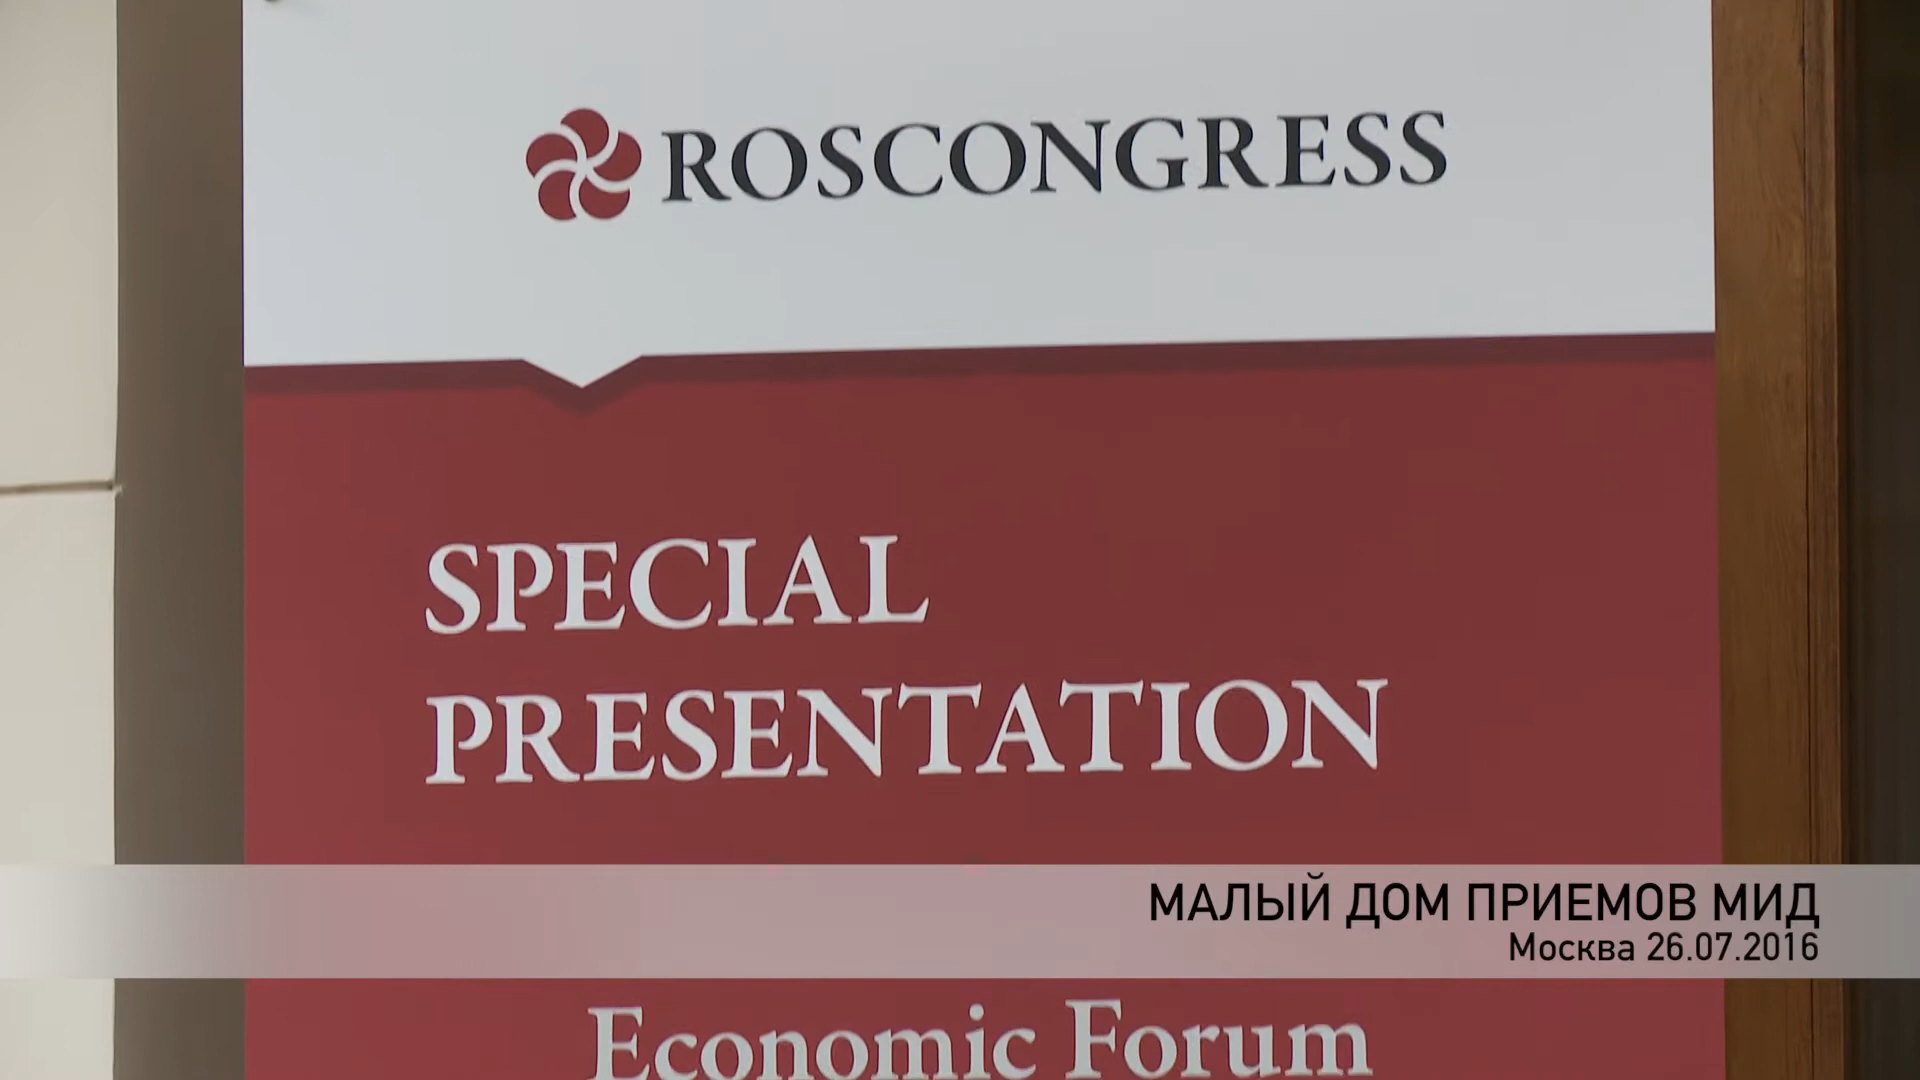 ROSCONGRESS
SPECIAL
PRESENTATION
МАЛЫЙ ДОМ ПРИЕМОВ МИД
Москва 26.07.2016
Economic Forum